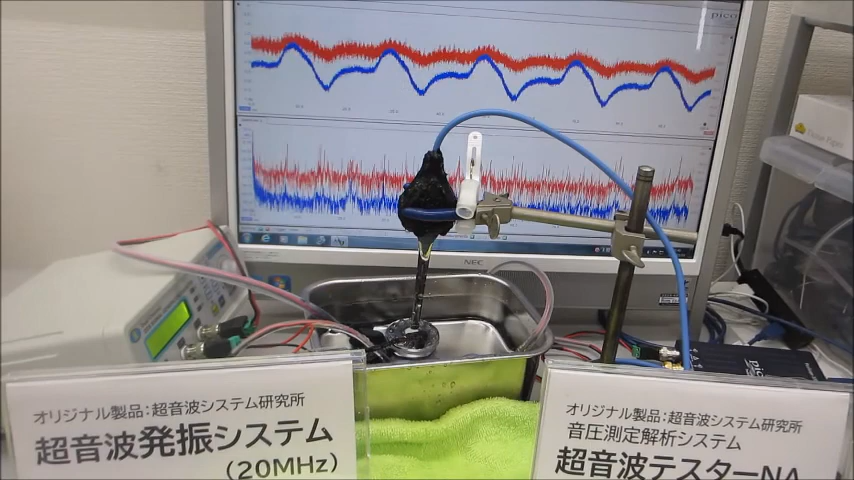 pico
NEC
pico
オリジナル製品：超音波システム研究所
超音波発振システム
（20MHz）
オリジナル製品：超音波システム研究所
音圧測定解析システム
超音波テスターNA